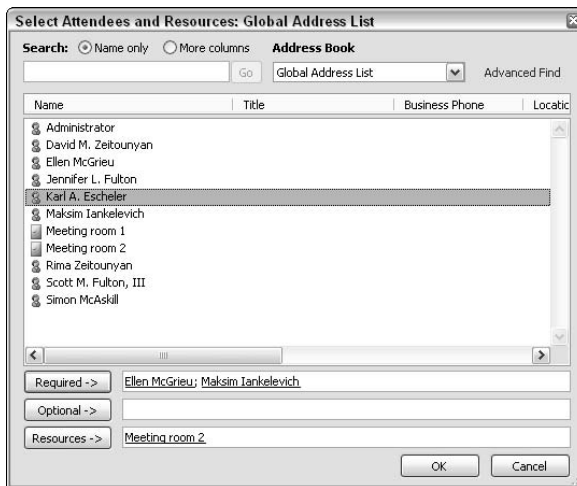 Select Attendees and Resources: Global Address List
Search: Name only More columns Address Book
Go Global Address List Advanced Find
Name Title Business Phone Locatic
Administrator
David M. Zeitounyan
Ellen McGrieu
Jennifer L. Fulton
Karl A. Escheler
Maksim Iankelevich
Meeting room 1
Meeting room 2
Rima Zeitounyan
Scott M. Fulton, III
Simon McAskill
Required -> Ellen McGrieu; Maksim Iankelevich
Optional ->
Resources -> Meeting room 2
OK Cancel